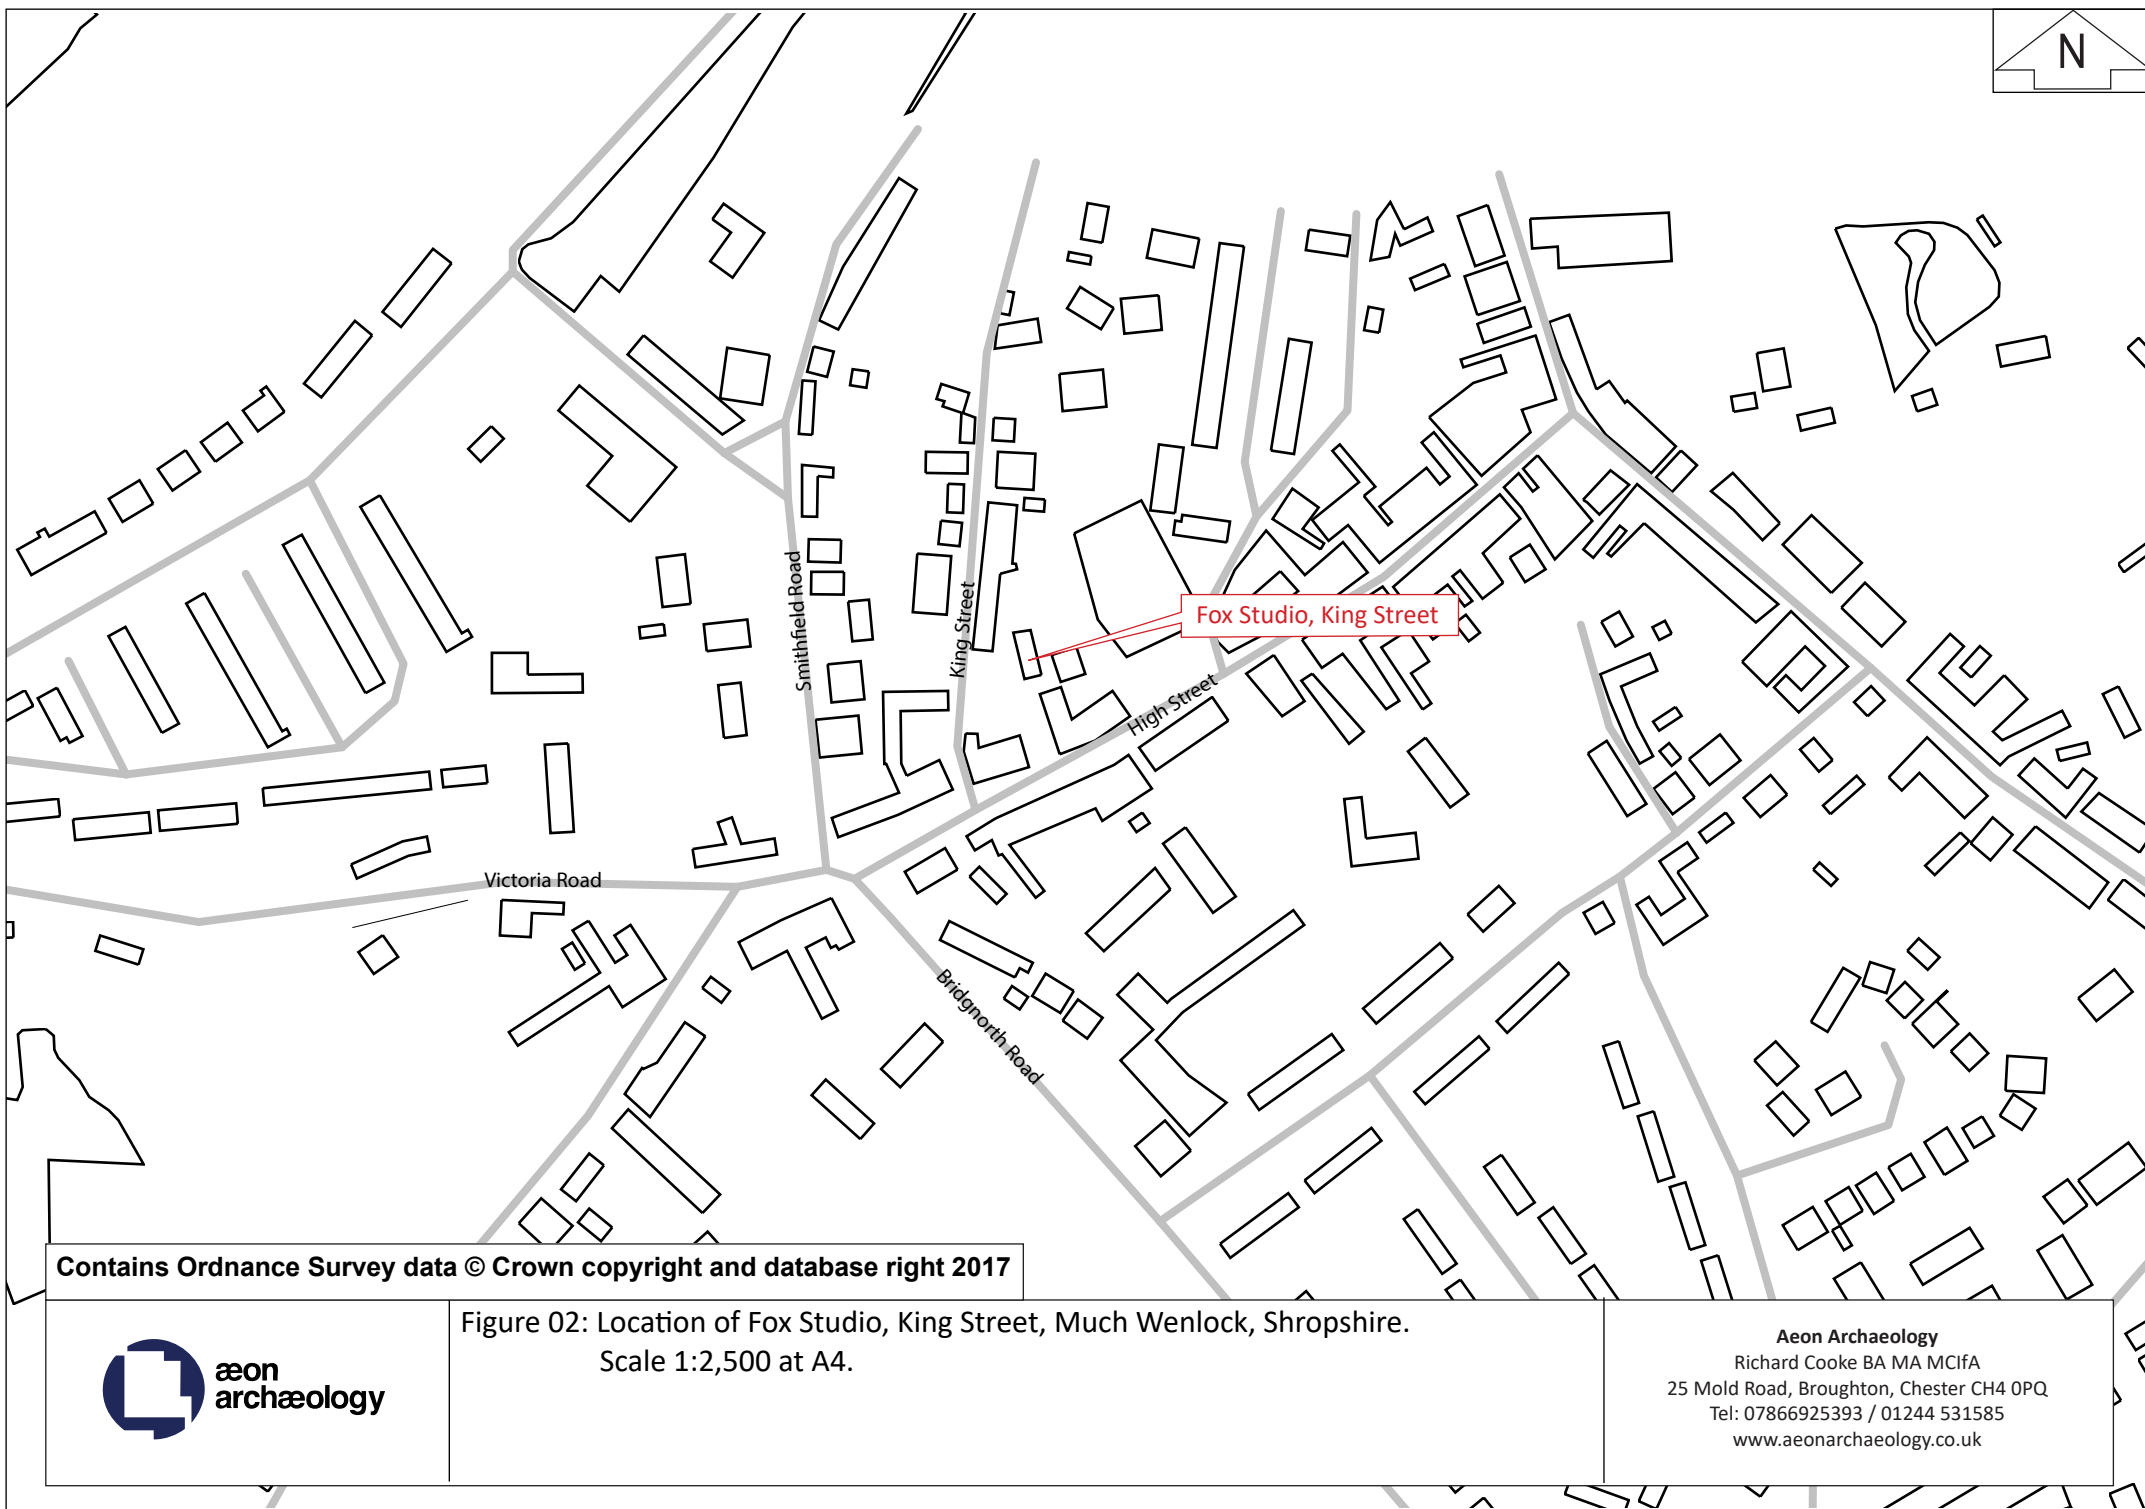 N
Smithfield Road
King Street
Fox Studio, King Street
High Street
Victoria Road
Bridgnorth Road
Contains Ordnance Survey data © Crown copyright and database right 2017
æon
archæology
Figure 02: Location of Fox Studio, King Street, Much Wenlock, Shropshire.
Scale 1:2,500 at A4.
Aeon Archaeology
Richard Cooke BA MA MCIfA
25 Mold Road, Broughton, Chester CH4 0PQ
Tel: 07866925393 / 01244 531585
www.aeonarchaeology.co.uk